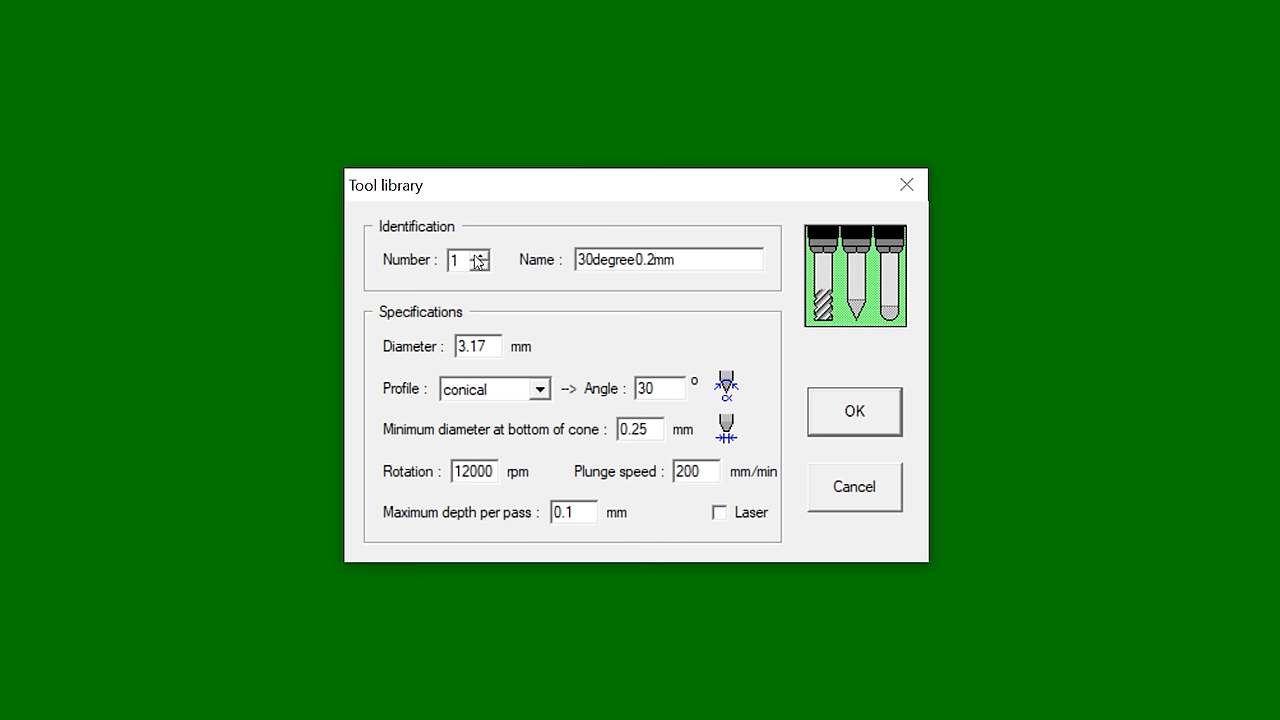 Tool library
Identification
Number : 1 Name : 30degree0.2mm
Specifications
Diameter : 3.17 mm
Profile : conical --> Angle : 30 º
α
Minimum diameter at bottom of cone : 0.25 mm
Rotation : 12000 rpm Plunge speed : 200 mm/min
Maximum depth per pass : 0.1 mm Laser
OK
Cancel